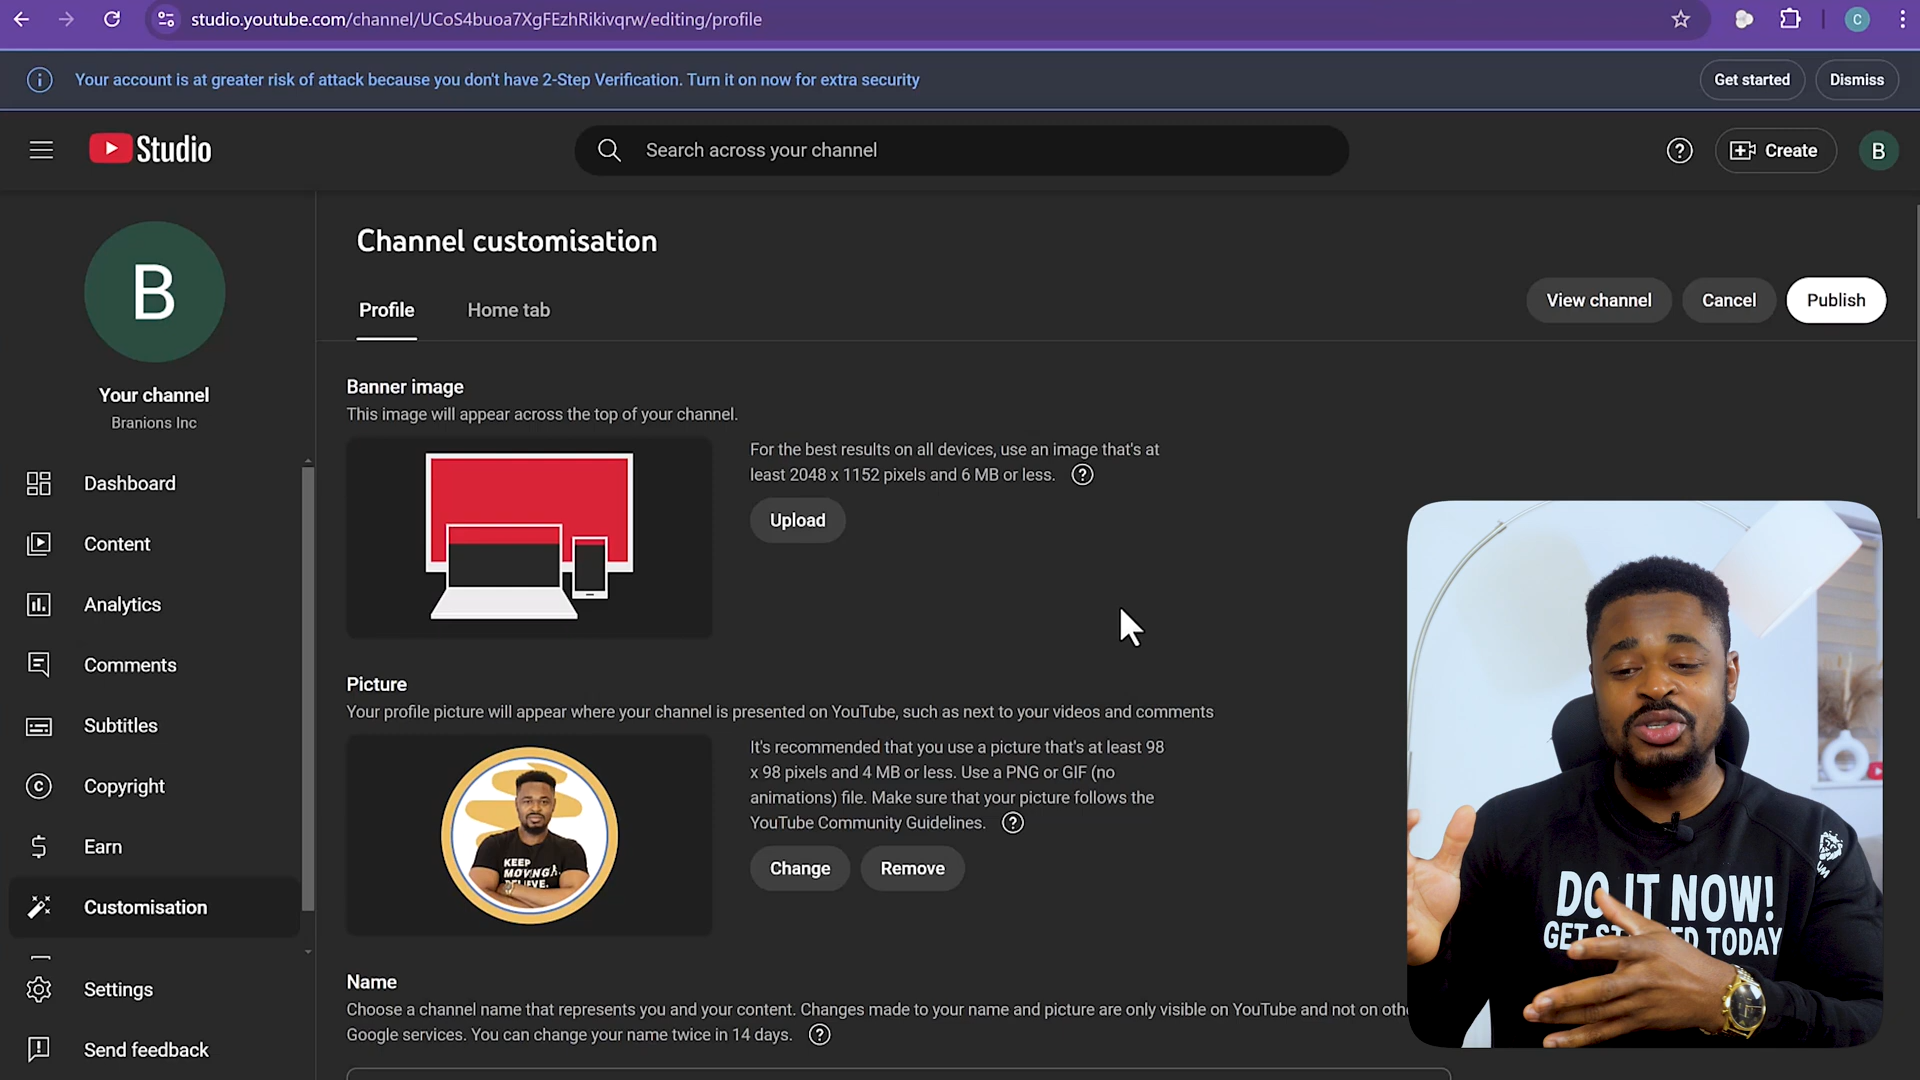 studio.youtube.com/channel/UCoS4buoa7XgFEzhRikivqrw/editing/profile
C
Your account is at greater risk of attack because you don't have 2-Step Verification. Turn it on now for extra security
Get started
Dismiss
Studio
Search across your channel
Create
B
B
Your channel
Branions Inc
Dashboard
Content
Analytics
Comments
Subtitles
Copyright
Earn
Customisation
Settings
Send feedback
Channel customisation
Profile
Home tab
View channel
Cancel
Publish
Banner image
This image will appear across the top of your channel.
For the best results on all devices, use an image that's at
least 2048 x 1152 pixels and 6 MB or less.
Upload
Picture
Your profile picture will appear where your channel is presented on YouTube, such as next to your videos and comments
It's recommended that you use a picture that's at least 98
x 98 pixels and 4 MB or less. Use a PNG or GIF (no
animations) file. Make sure that your picture follows the
YouTube Community Guidelines.
Change
Remove
KEEP
MOVING.
Name
Choose a channel name that represents you and your content. Changes made to your name and picture are only visible on YouTube and not on
Google services. You can change your name twice in 14 days.
DO IT NOW!
GET TODAY